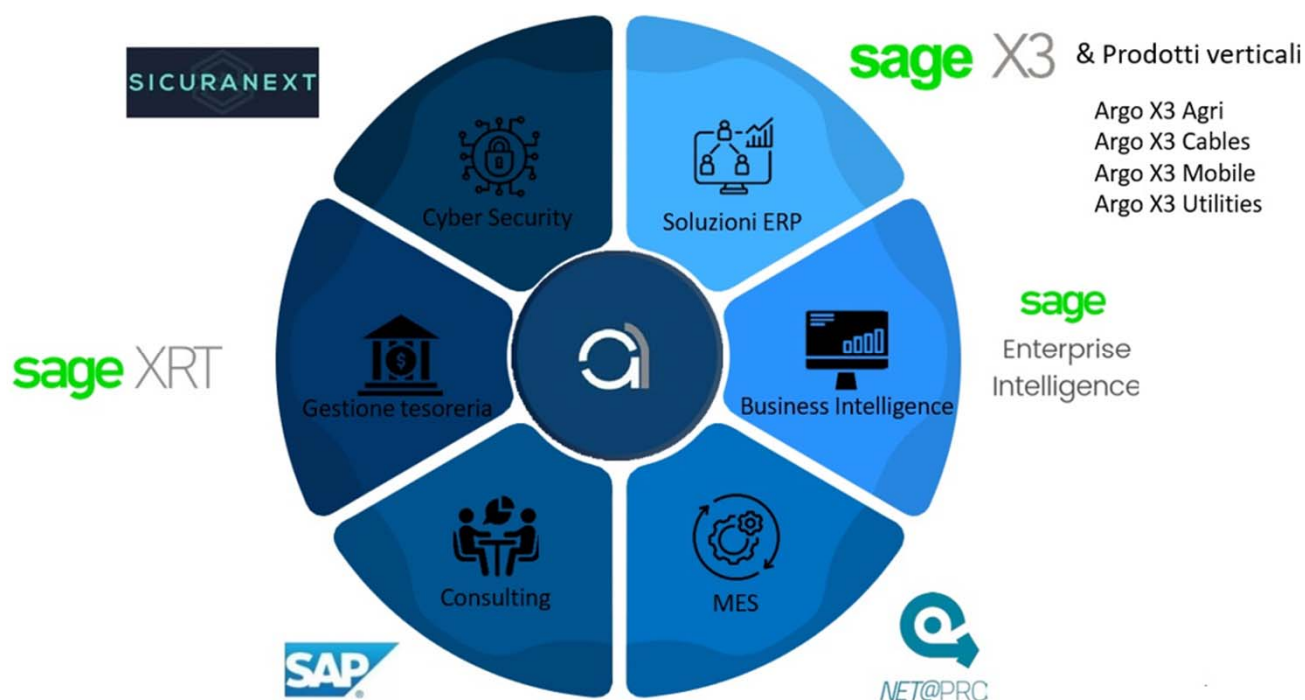 SICURANEXT
sage X3 & Prodotti verticali
Argo X3 Agri
Argo X3 Cables
Argo X3 Mobile
Argo X3 Utilities
Cyber Security
Soluzioni ERP
sage
Enterprise
Intelligence
sage XRT
Gestione tesoreria
Business Intelligence
Consulting
MES
SAP®
NET@PRO